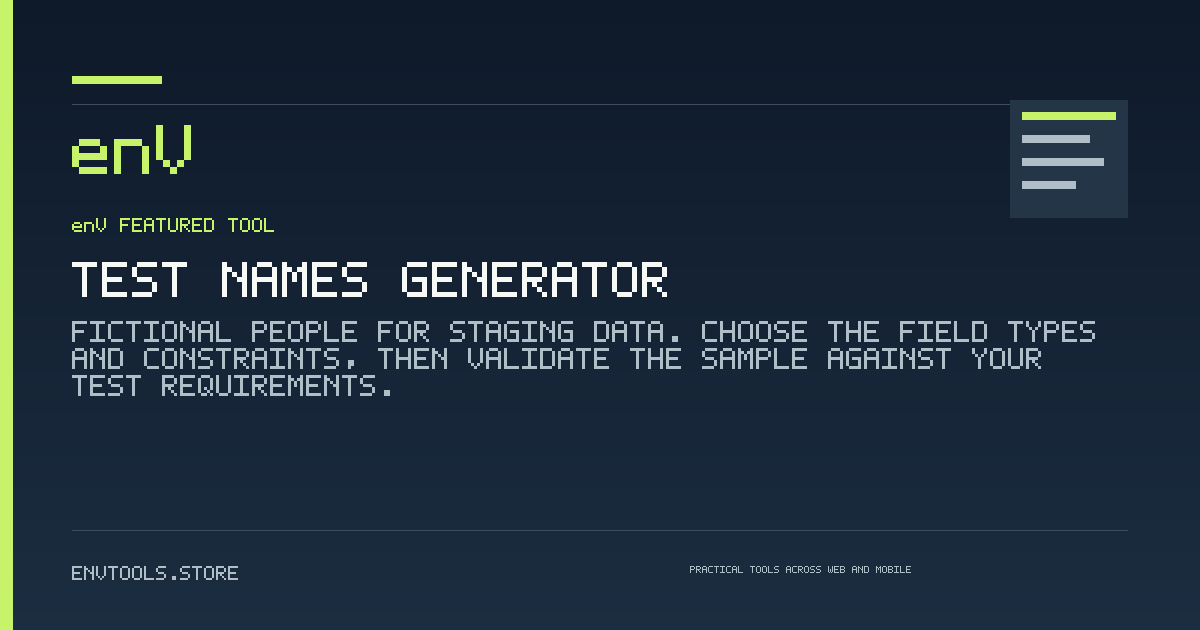 enV
enV FEATURED TOOL
TEST NAMES GENERATOR
FICTIONAL PEOPLE FOR STAGING DATA. CHOOSE THE FIELD TYPES
AND CONSTRAINTS, THEN VALIDATE THE SAMPLE AGAINST YOUR
TEST REQUIREMENTS.
ENVTOOLS.STORE
PRACTICAL TOOLS ACROSS WEB AND MOBILE